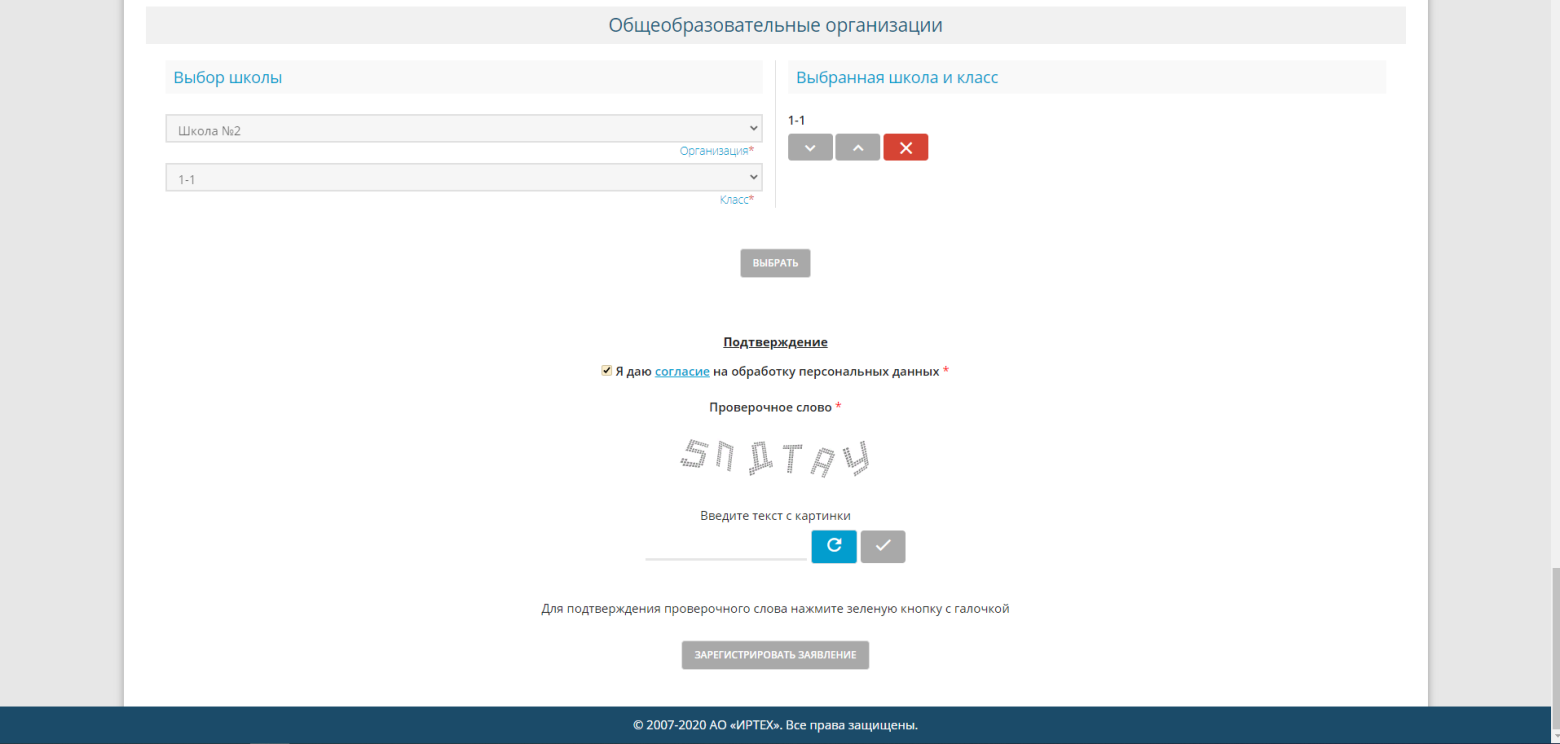 Общеобразовательные организации
Выбор школы
Школа №2
Организация*
1-1
Класс*
Выбранная школа и класс
1-1
ВЫБРАТЬ
Подтверждение
Я даю согласие на обработку персональных данных *
Проверочное слово *
5ПДТАУ
Введите текст с картинки
Для подтверждения проверочного слова нажмите зеленую кнопку с галочкой
ЗАРЕГИСТРИРОВАТЬ ЗАЯВЛЕНИЕ
© 2007-2020 АО «ИРТЕХ». Все права защищены.